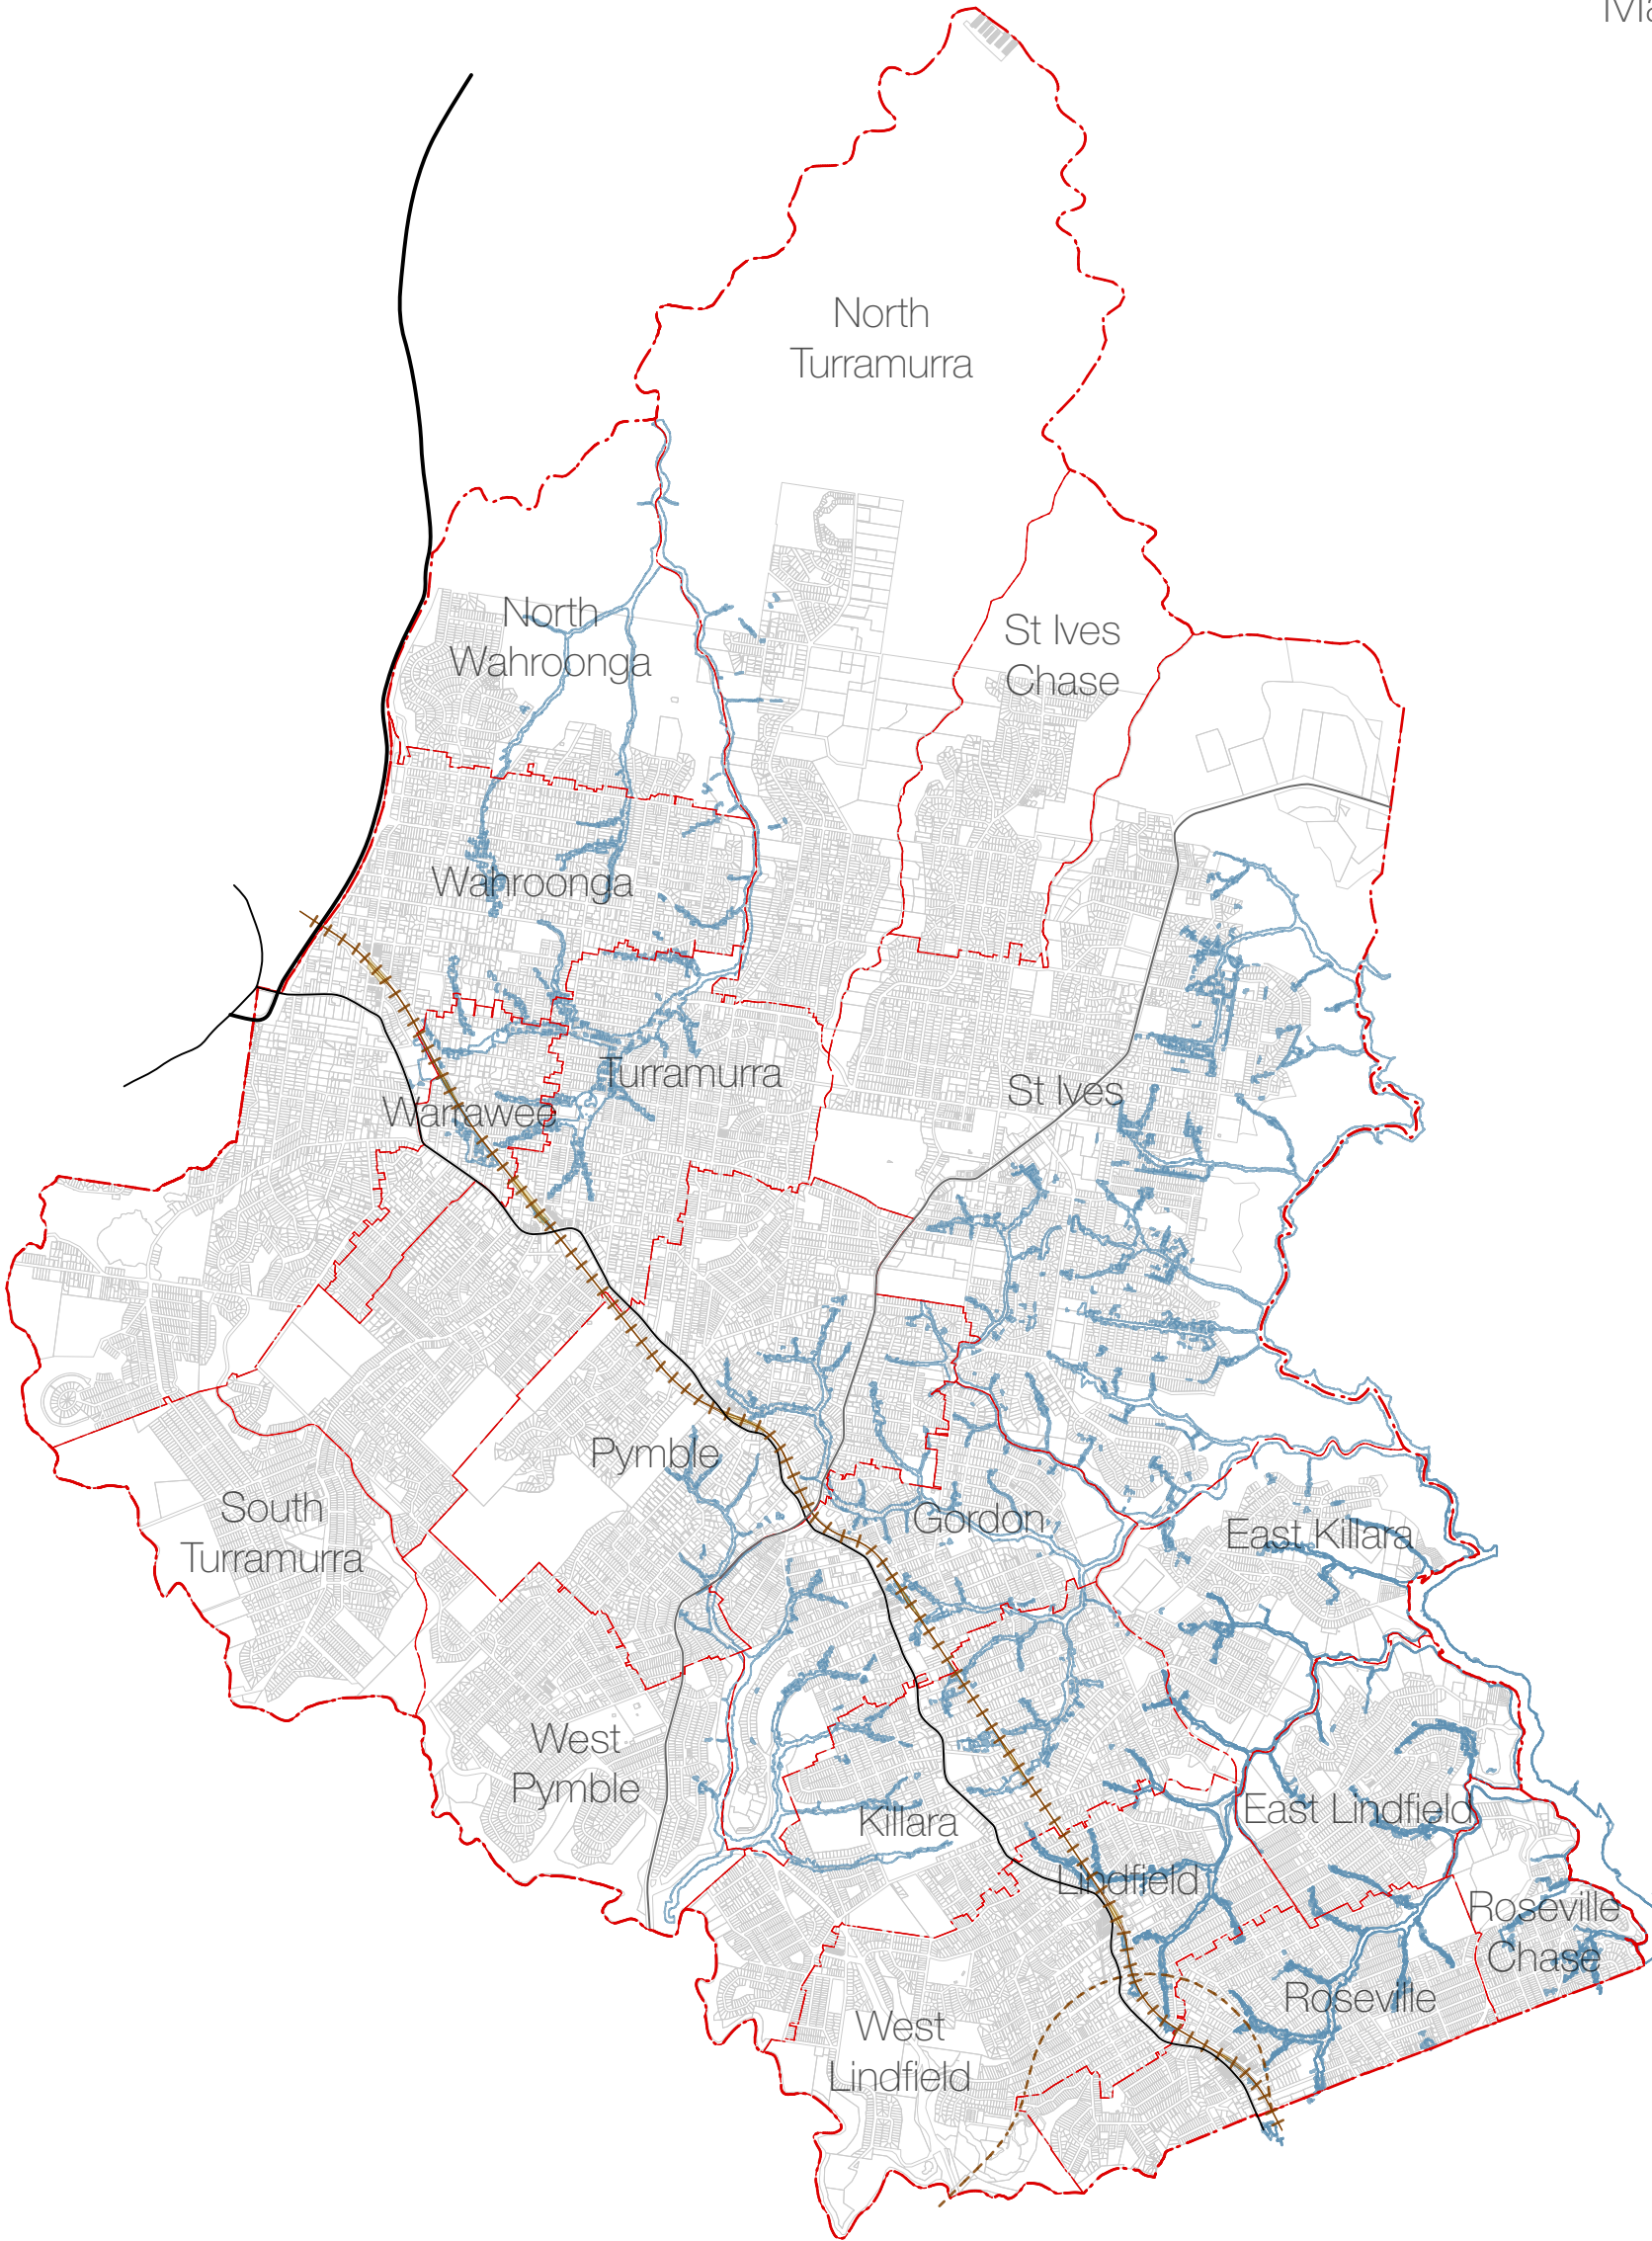 Ma
North
Turramurra
North
Wahroonga
St Ives
Chase
Wahroonga
Turramurra
St Ives
Warrawee
Pymble
South
Turramurra
Gordon
East Killara
West
Pymble
Killara
East Lindfield
Lindfield
Roseville
Chase
Roseville
West
Lindfield